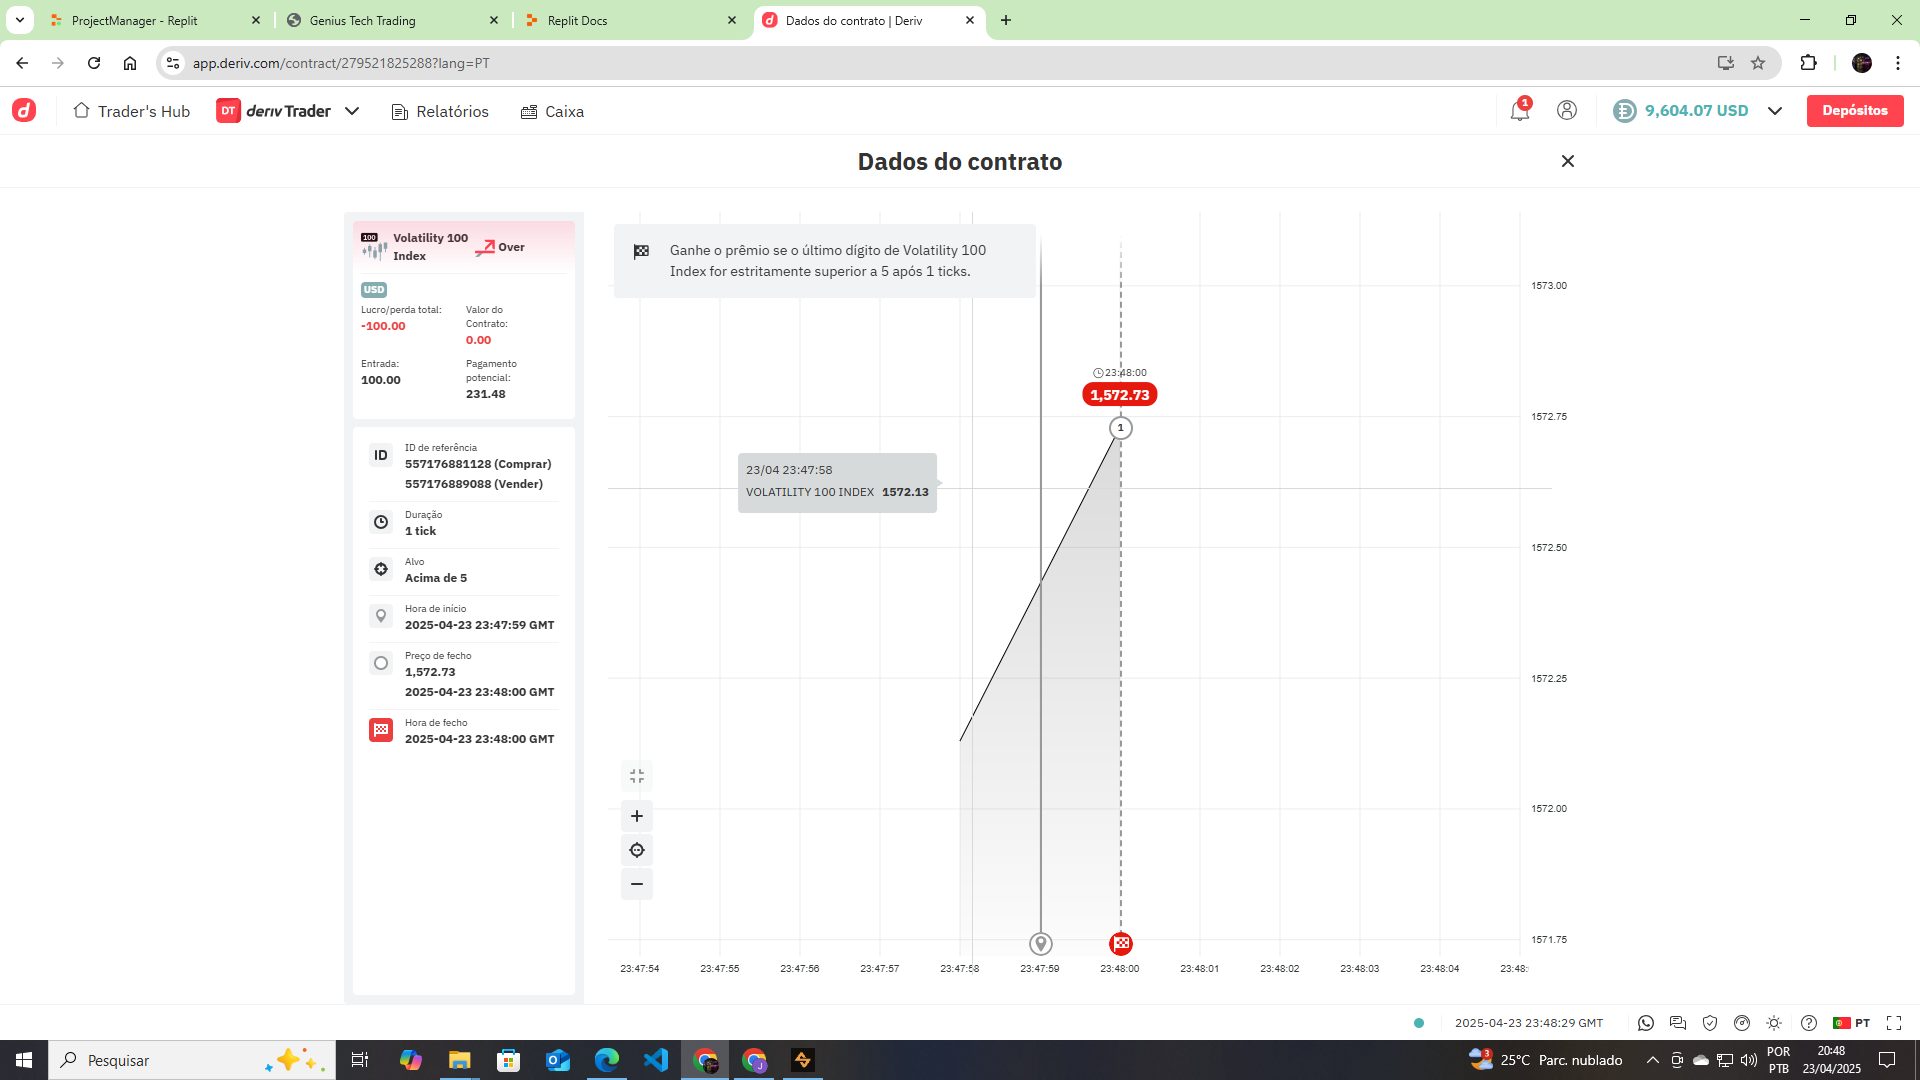 ProjectManager - Replit
Genius Tech Trading
Replit Docs
Dados do contrato | Deriv
app.deriv.com/contract/279521825288?lang=PT
Trader's Hub
DT deriv Trader
Relatórios
Caixa
1
9,604.07 USD
Depósitos
Dados do contrato
100
Volatility 100
Index
Over
USD
Lucro/perda total:
-100.00
Valor do
Contrato:
0.00
Entrada:
100.00
Pagamento
potencial:
231.48
ID
ID de referência
557176881128 (Comprar)
557176889088 (Vender)
Duração
1 tick
Alvo
Acima de 5
Hora de início
2025-04-23 23:47:59 GMT
Preço de fecho
1,572.73
2025-04-23 23:48:00 GMT
Hora de fecho
2025-04-23 23:48:00 GMT
Ganhe o prêmio se o último dígito de Volatility 100
Index for estritamente superior a 5 após 1 ticks.
23:48:00
1,572.73
1
23/04 23:47:58
VOLATILITY 100 INDEX 1572.13
1573.00
1572.75
1572.50
1572.25
1572.00
1571.75
23:47:54
23:47:55
23:47:56
23:47:57
23:47:58
23:47:59
23:48:00
23:48:01
23:48:02
23:48:03
23:48:04
23:48:
2025-04-23 23:48:29 GMT
PT
Pesquisar
3
25°C Parc. nublado
POR
PTB
20:48
23/04/2025